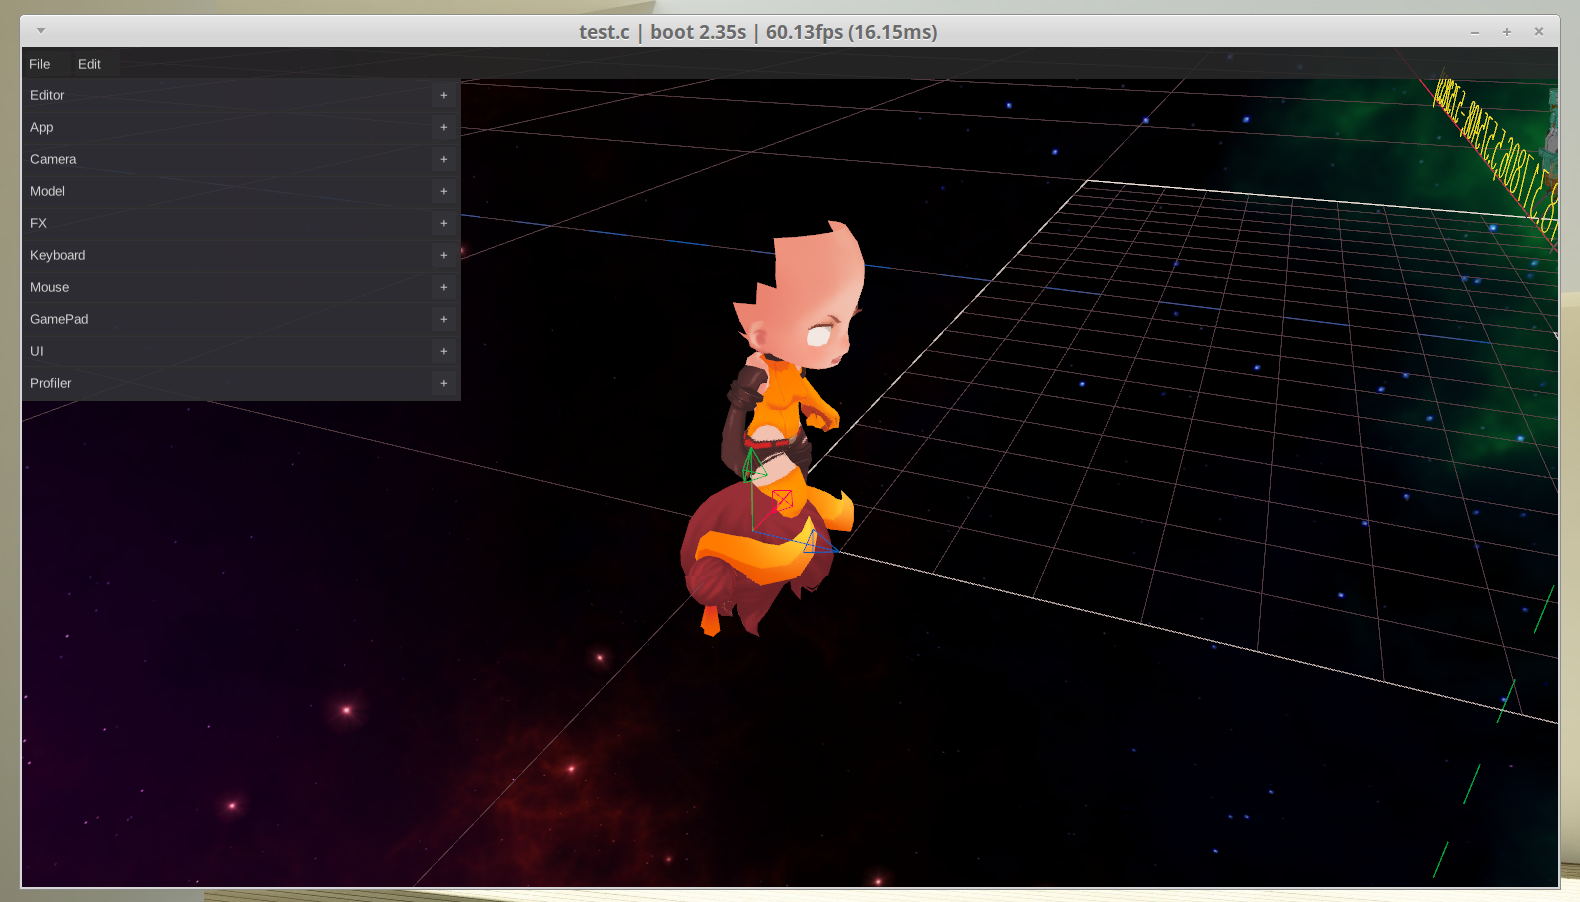 test.c | boot 2.35s | 60.13fps (16.15ms)
File Edit
Editor +
App +
Camera +
Model +
FX +
Keyboard +
Mouse +
GamePad +
UI +
Profiler +